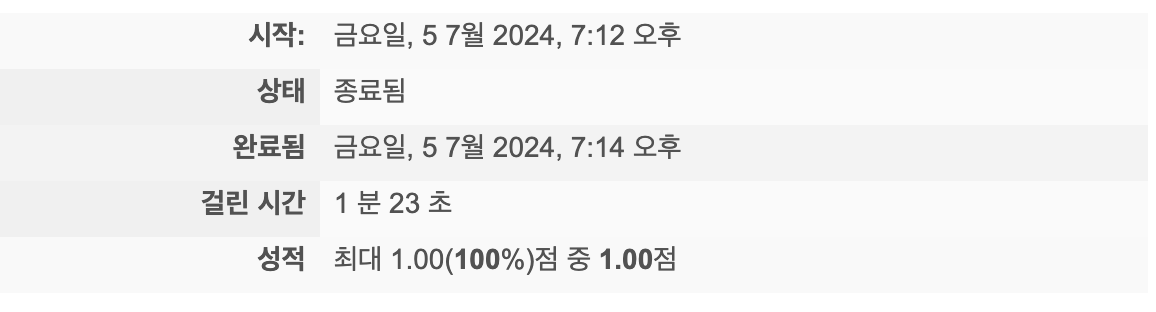 시작: 금요일, 5 7월 2024, 7:12 오후
상태 종료됨
완료됨 금요일, 5 7월 2024, 7:14 오후
걸린 시간 1 분 23 초
성적 최대 1.00(100%)점 중 1.00점